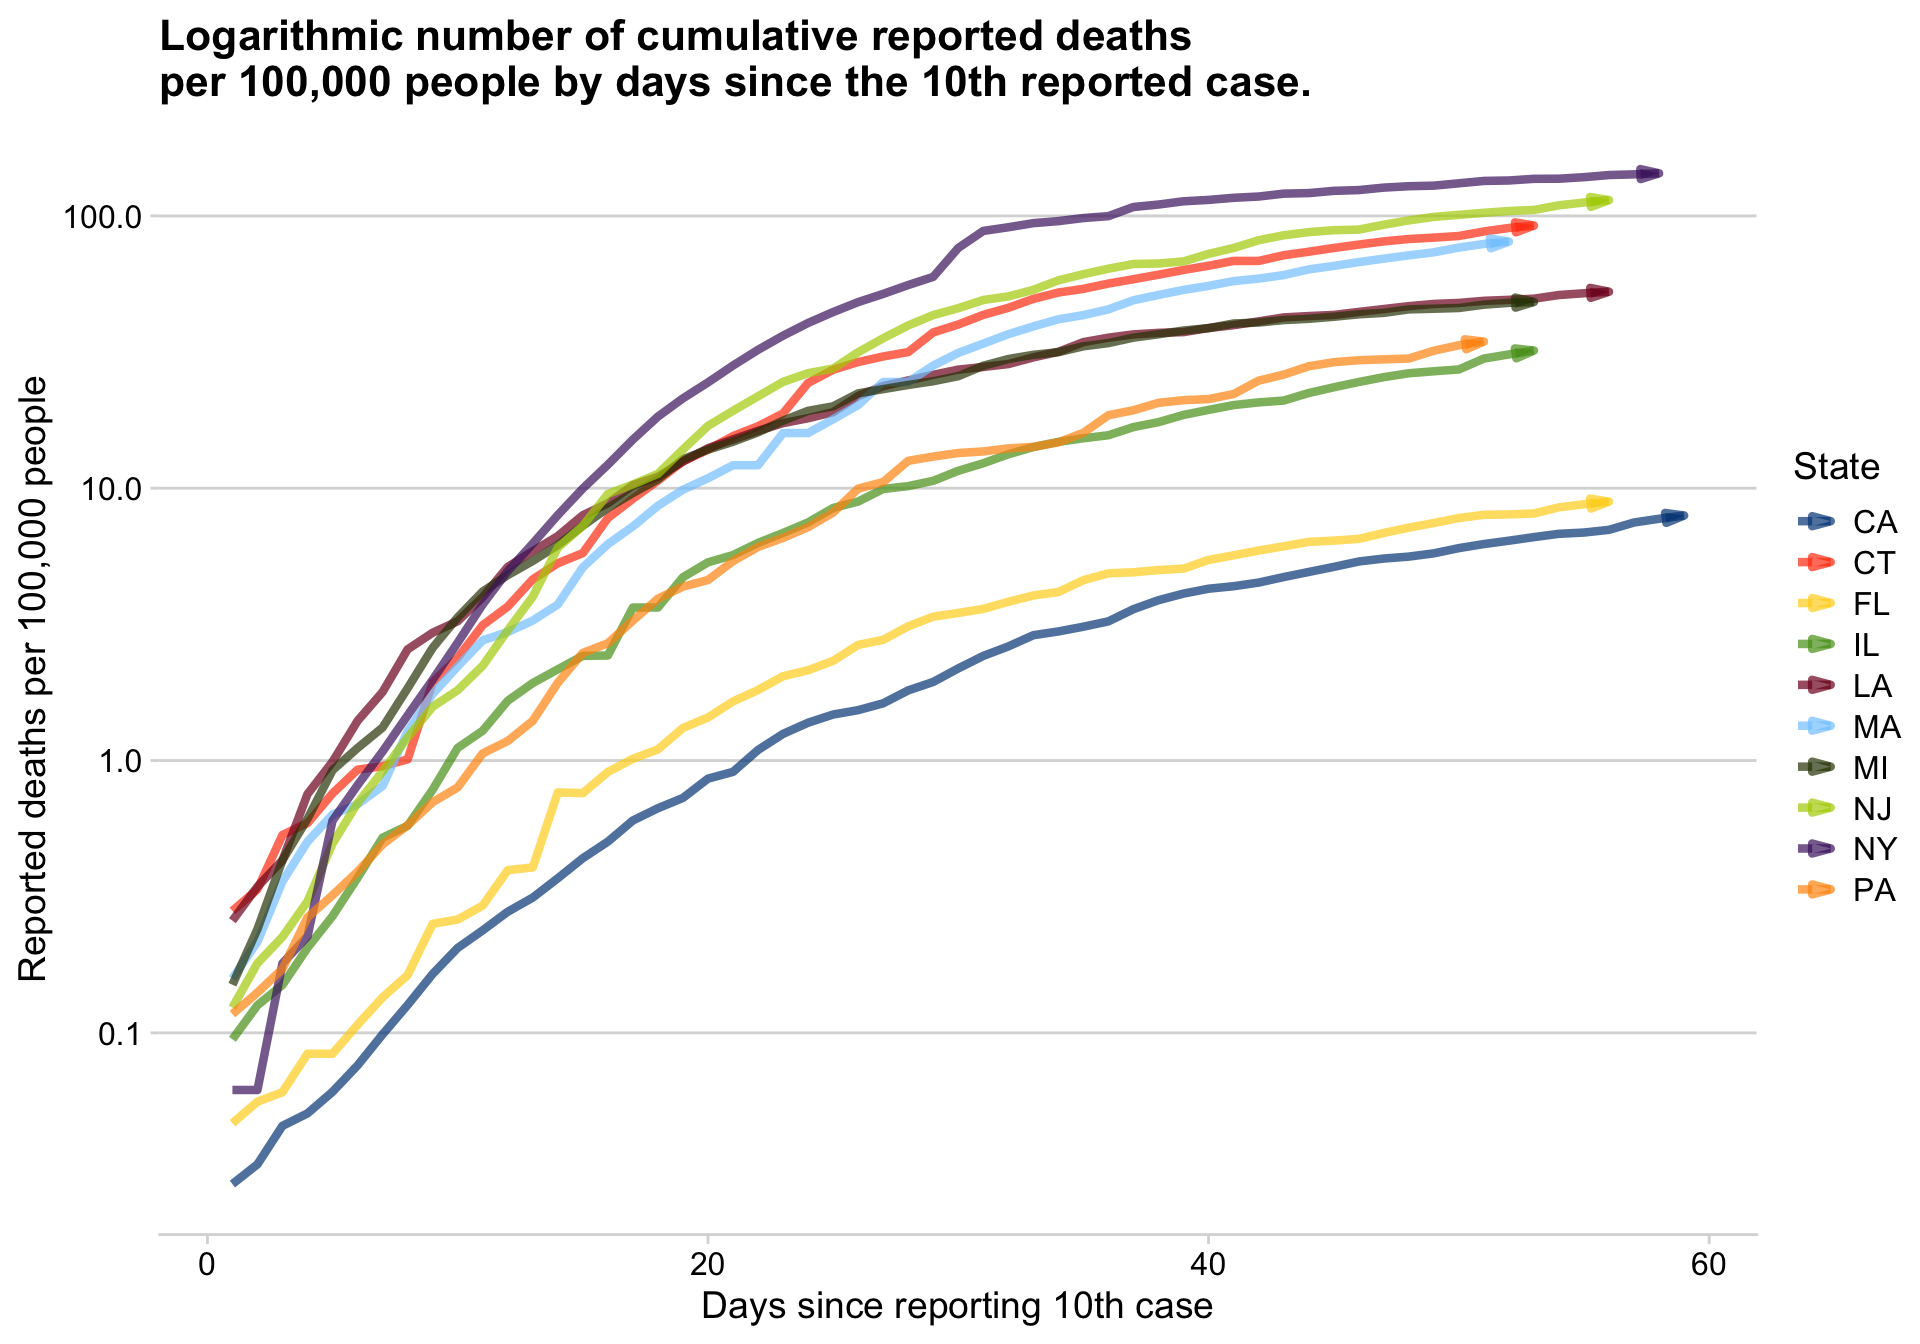 Logarithmic number of cumulative reported deaths
per 100,000 people by days since the 10th reported case.
Reported deaths per 100,000 people
100.0
10.0
1.0
0.1
0
20
40
60
Days since reporting 10th case
State
CA
CT
FL
IL
LA
MA
MI
NJ
NY
PA